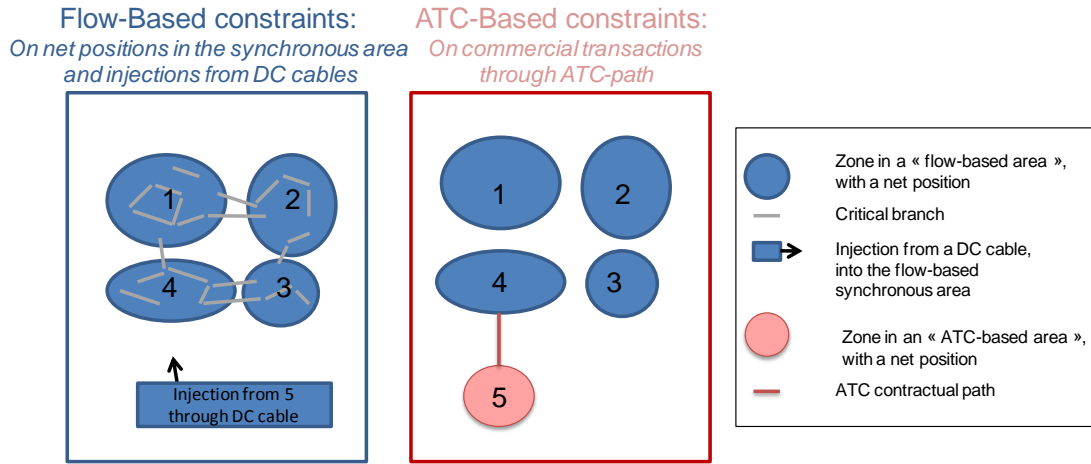 Flow-Based constraints:
On net positions in the synchronous area
and injections from DC cables
ATC-Based constraints:
On commercial transactions
through ATC-path
1
2
4
3
Injection from 5
through DC cable
1
2
4
3
5
Zone in a « flow-based area »,
with a net position
Critical branch
Injection from a DC cable,
into the flow-based
synchronous area
Zone in an « ATC-based area »,
with a net position
ATC contractual path